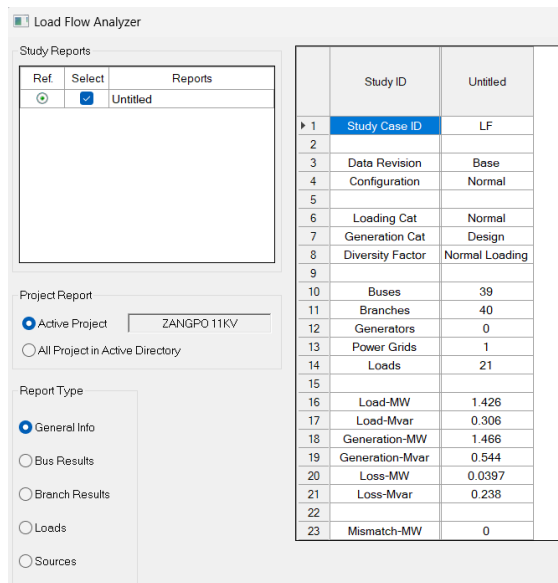 Load Flow Analyzer
Study Reports
Ref. Select Reports
Untitled
Project Report
Active Project ZANGPO 11KV
All Project in Active Directory
Report Type
General Info
Bus Results
Branch Results
Loads
Sources
Study ID Untitled
1 Study Case ID LF
2
3 Data Revision Base
4 Configuration Normal
5
6 Loading Cat Normal
7 Generation Cat Design
8 Diversity Factor Normal Loading
9
10 Buses 39
11 Branches 40
12 Generators 0
13 Power Grids 1
14 Loads 21
15
16 Load-MW 1.426
17 Load-Mvar 0.306
18 Generation-MW 1.466
19 Generation-Mvar 0.544
20 Loss-MW 0.0397
21 Loss-Mvar 0.238
22
23 Mismatch-MW 0